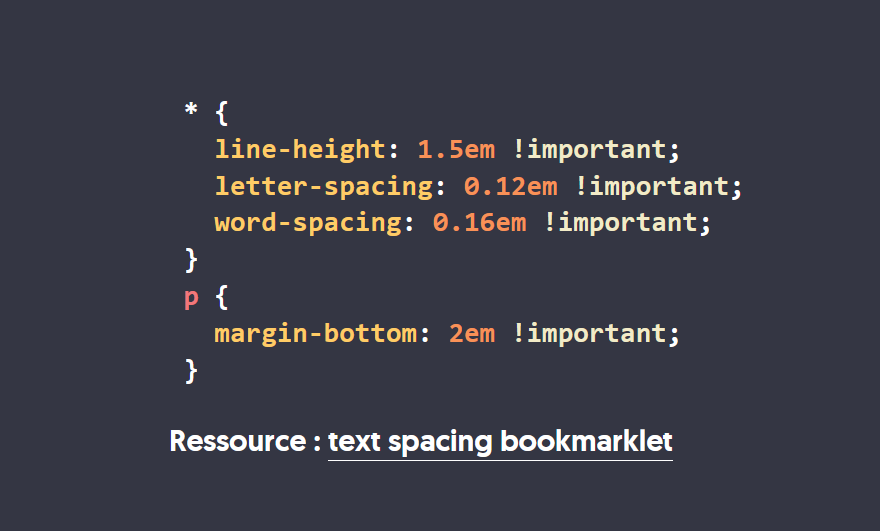 * {
  line-height: 1.5em !important;
  letter-spacing: 0.12em !important;
  word-spacing: 0.16em !important;
}
p {
  margin-bottom: 2em !important;
}
Ressource : text spacing bookmarklet